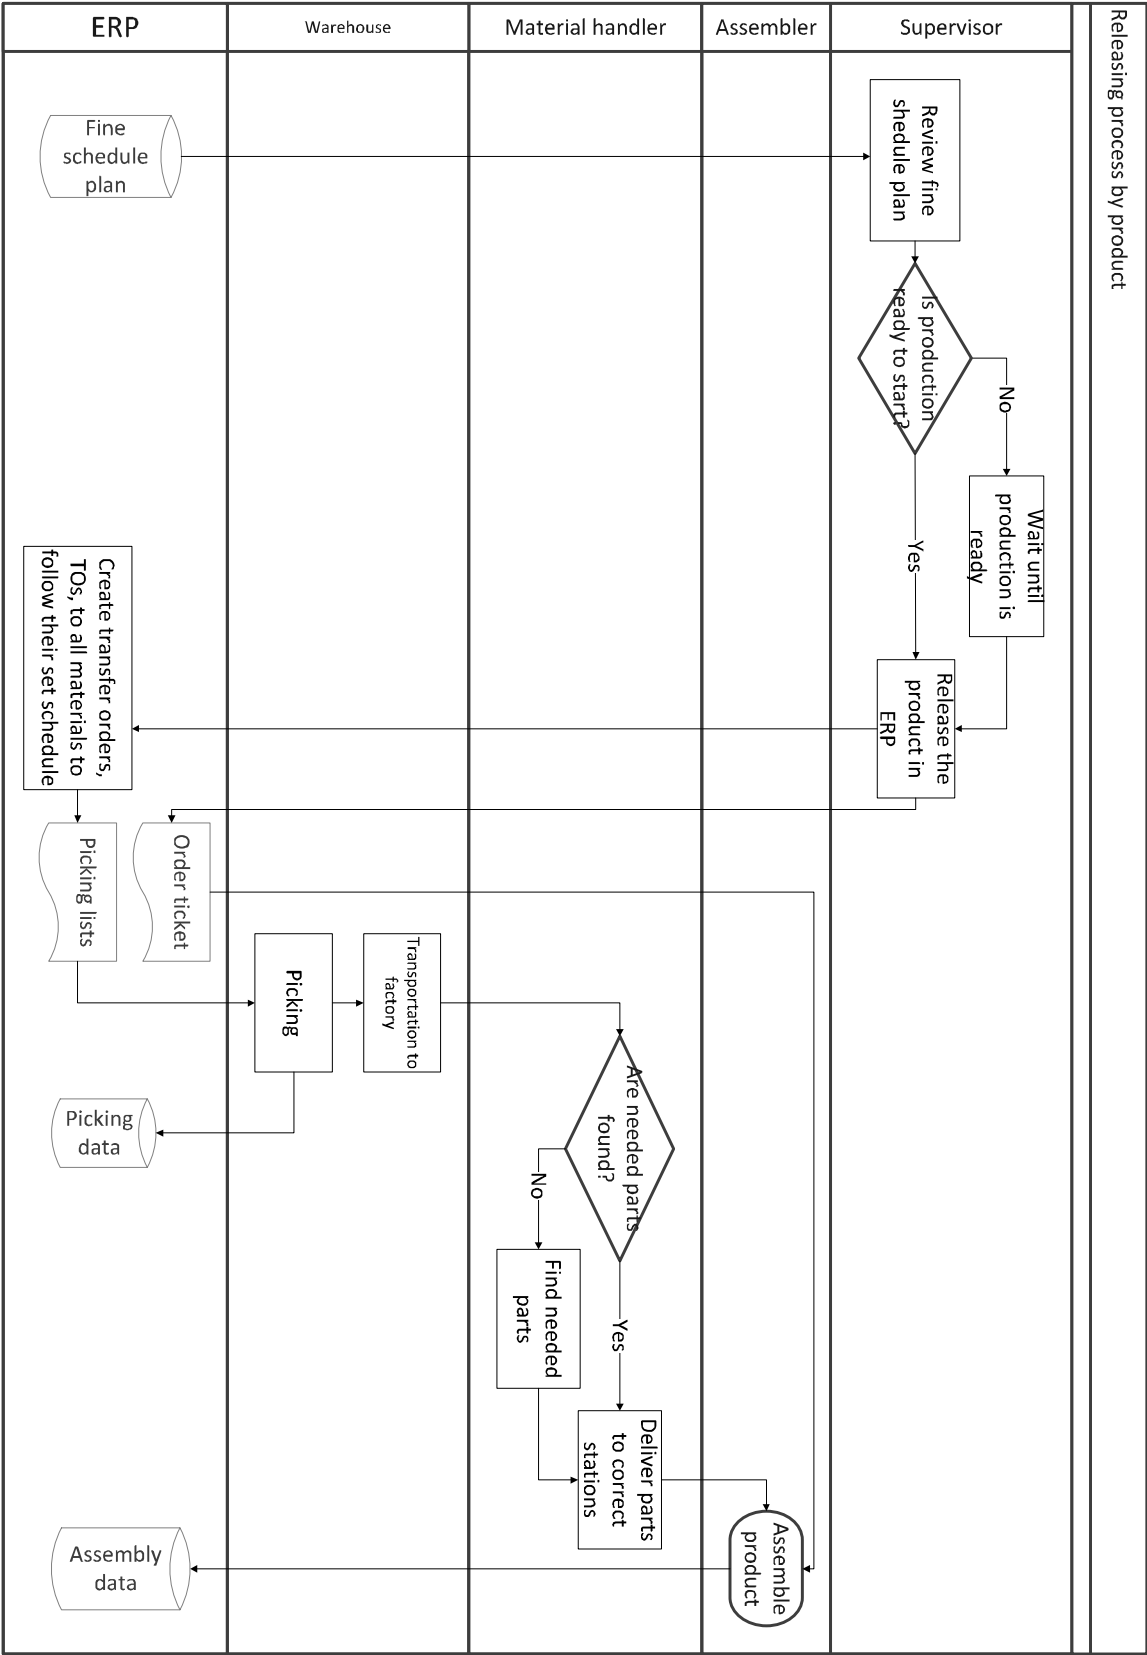 Releasing process by product
ERP
Warehouse
Material handler
Assembler
Supervisor
Fine
schedule
plan
Review fine
shedule plan
Is production
ready to start?
No
Yes
Wait until
production is
ready
Release the
product in
ERP
Create transfer orders,
TOs, to all materials to
follow their set schedule
Picking lists
Order ticket
Picking
Transportation to
factory
Picking
data
Are needed parts
found?
No
Yes
Find needed
parts
Deliver parts
to correct
stations
Assemble
product
Assembly
data